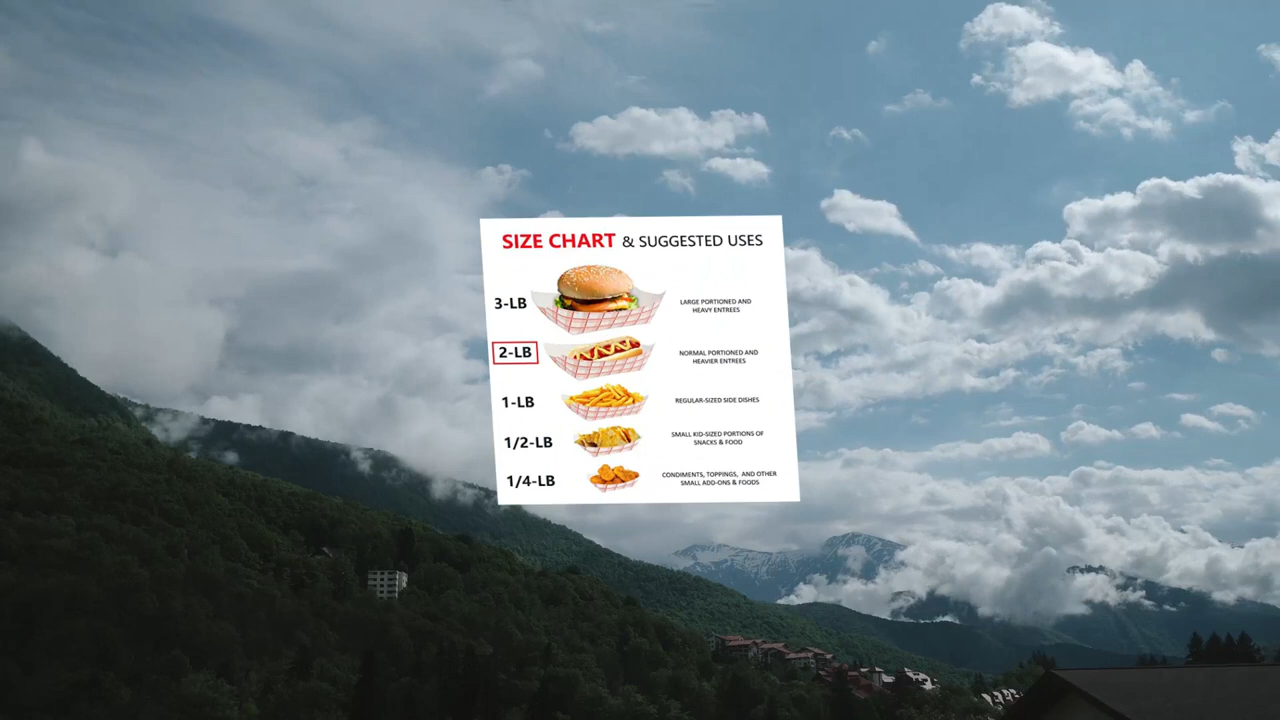 SIZE CHART & SUGGESTED USES
3-LB
LARGE PORTIONED AND
HEAVY ENTREES
2-LB
NORMAL PORTIONED AND
HEAVIER ENTREES
1-LB
REGULAR-SIZED SIDE DISHES
1/2-LB
SMALL KID-SIZED PORTIONS OF
SNACKS & FOOD
1/4-LB
CONDIMENTS, TOPPINGS, AND OTHER
SMALL ADD-ONS & FOODS